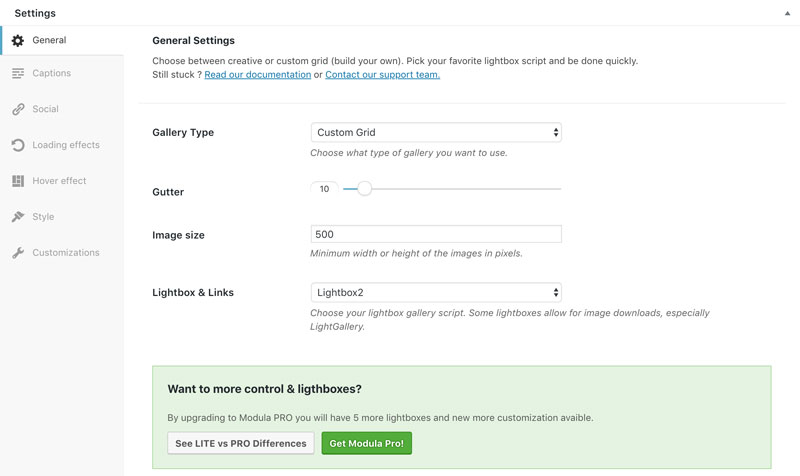 Settings
General
Captions
Social
Loading effects
Hover effect
Style
Customizations
General Settings
Choose between creative or custom grid (build your own). Pick your favorite lightbox script and be done quickly.
Still stuck ? Read our documentation or Contact our support team.
Gallery Type
Custom Grid
Choose what type of gallery you want to use.
Gutter
10
Image size
500
Minimum width or height of the images in pixels.
Lightbox & Links
Lightbox2
Choose your lightbox gallery script. Some lightboxes allow for image downloads, especially
LightGallery.
Want to more control & ligthboxes?
By upgrading to Modula PRO you will have 5 more lightboxes and new more customization avaible.
See LITE vs PRO Differences
Get Modula Pro!